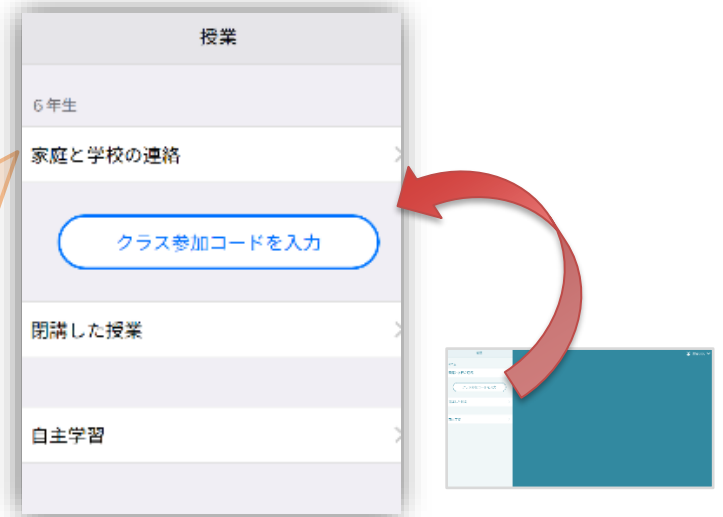 授業
6年生
家庭と学校の連絡
クラス参加コードを入力
閉講した授業
自主学習